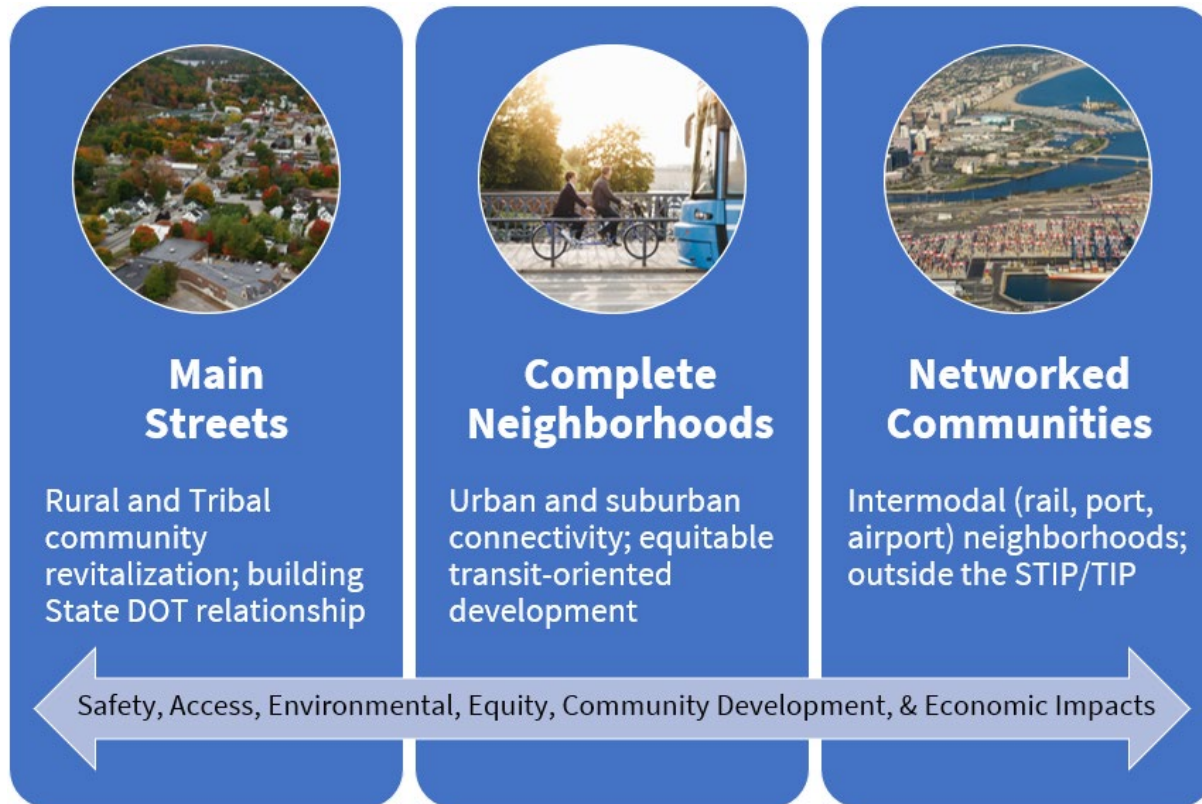 Main
Streets
Rural and Tribal
community
revitalization; building
State DOT relationship
Complete
Neighborhoods
Urban and suburban
connectivity; equitable
transit-oriented
development
Networked
Communities
Intermodal (rail, port,
airport) neighborhoods;
outside the STIP/TIP
Safety, Access, Environmental, Equity, Community Development, & Economic Impacts